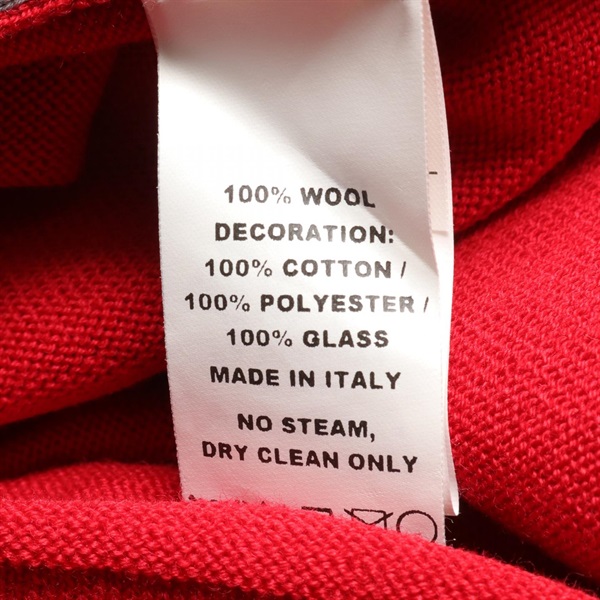 100% WOOL
DECORATION:
100% COTTON /
100% POLYESTER /
100% GLASS
MADE IN ITALY
NO STEAM,
DRY CLEAN ONLY